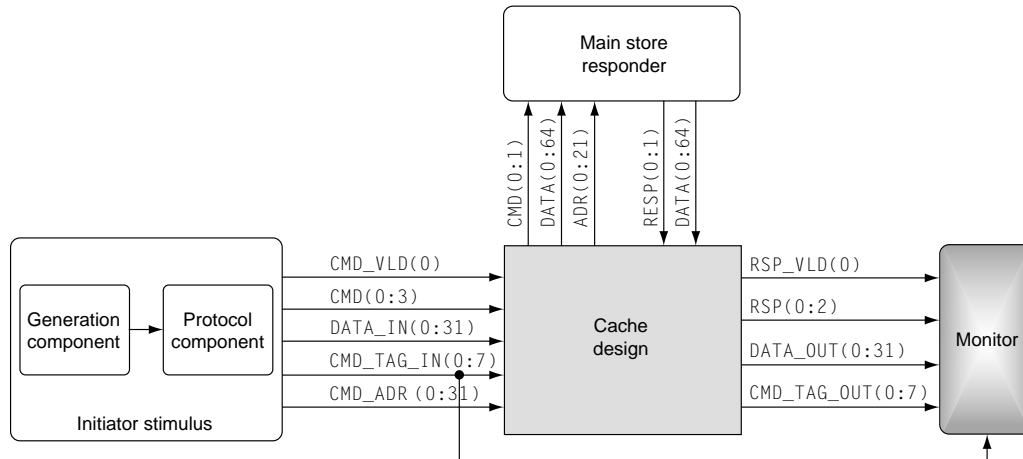 Main store
responder
CMD(0:1)
DATA(0:64)
ADR(0:21)
RESP(0:1)
DATA(0:64)
Generation
component
Protocol
component
Initiator stimulus
CMD_VLD(0)
CMD(0:3)
DATA_IN(0:31)
CMD_TAG_IN(0:7)
CMD_ADR (0:31)
Cache
design
RSP_VLD(0)
RSP(0:2)
DATA_OUT(0:31)
CMD_TAG_OUT(0:7)
Monitor